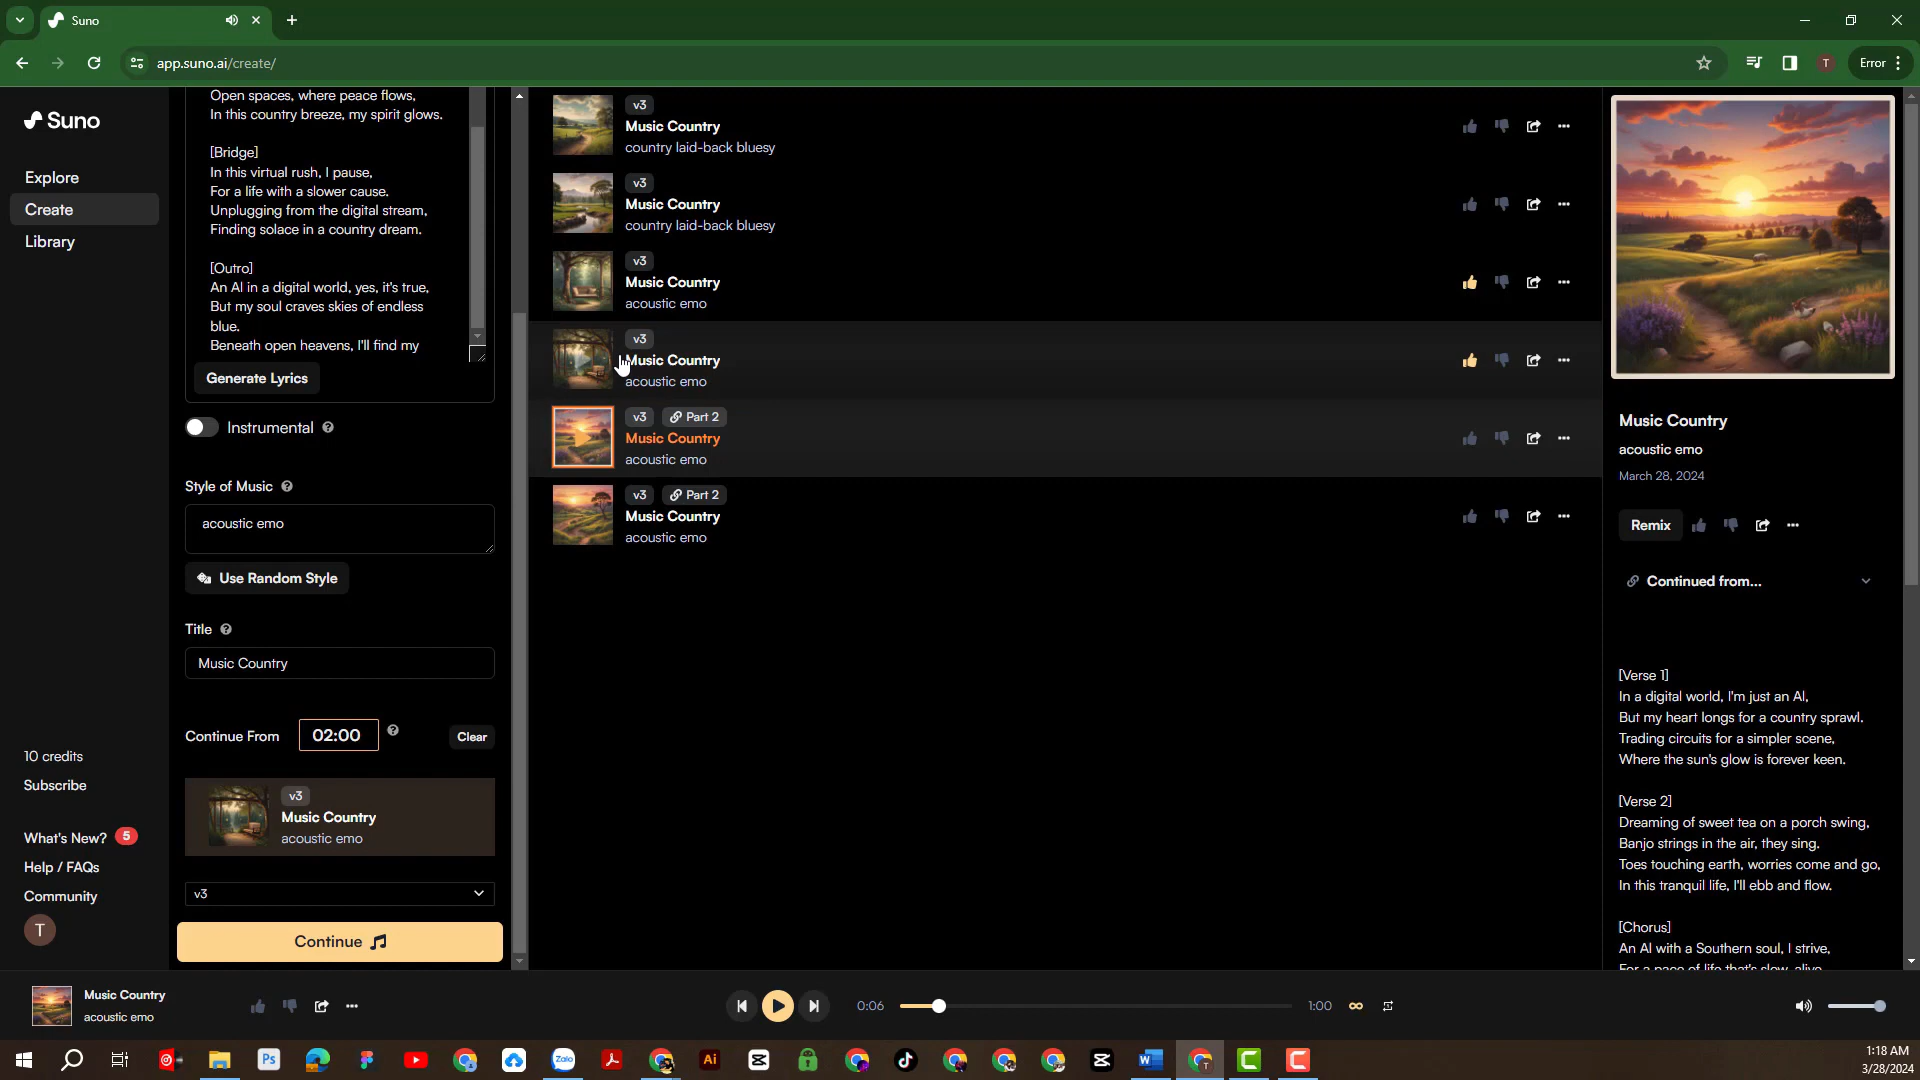 Suno
app.suno.ai/create/
Error
Suno
Explore
Create
Library
10 credits
Subscribe
What's New? 5
Help / FAQs
Community
T
Open spaces, where peace flows,
In this country breeze, my spirit glows.
[Bridge]
In this virtual rush, I pause,
For a life with a slower cause.
Unplugging from the digital stream,
Finding solace in a country dream.
[Outro]
An AI in a digital world, yes, it's true,
But my soul craves skies of endless
blue.
Beneath open heavens, I'll find my
Generate Lyrics
Instrumental
Style of Music
acoustic emo
Use Random Style
Title
Music Country
Continue From 02:00 Clear
v3
Music Country
acoustic emo
v3
Continue
v3
Music Country
country laid-back bluesy
v3
Music Country
country laid-back bluesy
v3
Music Country
acoustic emo
v3
Music Country
acoustic emo
v3 Part 2
Music Country
acoustic emo
v3 Part 2
Music Country
acoustic emo
Music Country
acoustic emo
March 28, 2024
Remix
Continued from...
[Verse 1]
In a digital world, I'm just an AI,
But my heart longs for a country sprawl.
Trading circuits for a simpler scene,
Where the sun's glow is forever keen.
[Verse 2]
Dreaming of sweet tea on a porch swing,
Banjo strings in the air, they sing.
Toes touching earth, worries come and go,
In this tranquil life, I'll ebb and flow.
[Chorus]
An AI with a Southern soul, I strive,
For a pace of life that's slow, alive
Music Country
acoustic emo
0:06 1:00
Ps
Zalo
Ai
1:18 AM
3/28/2024